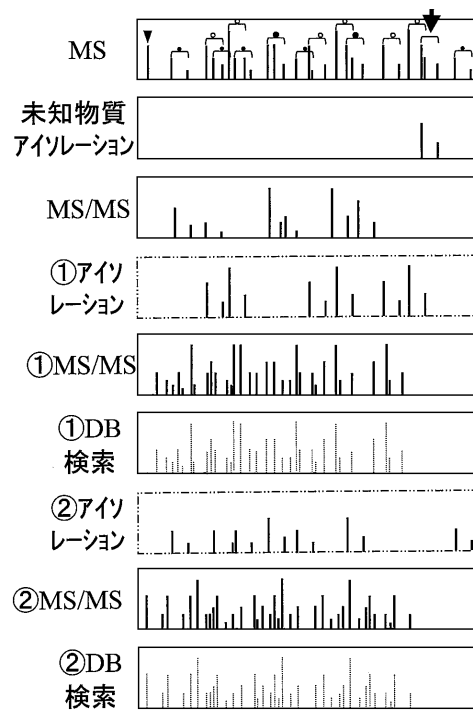 MS
未知物質
アイソレーション
MS/MS
①アイソ
レーション
①MS/MS
①DB
検索
②アイソ
レーション
②MS/MS
②DB
検索